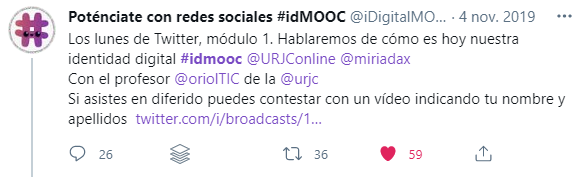 Poténciate con redes sociales #idMOOC @iDigitalMO... · 4 nov. 2019 ...
Los lunes de Twitter, módulo 1. Hablaremos de cómo es hoy nuestra
identidad digital #idmooc @URJConline @miriadax
Con el profesor @oriolTIC de la @urjc
Si asistes en diferido puedes contestar con un vídeo indicando tu nombre y
apellidos twitter.com/i/broadcasts/1...
26 36 59